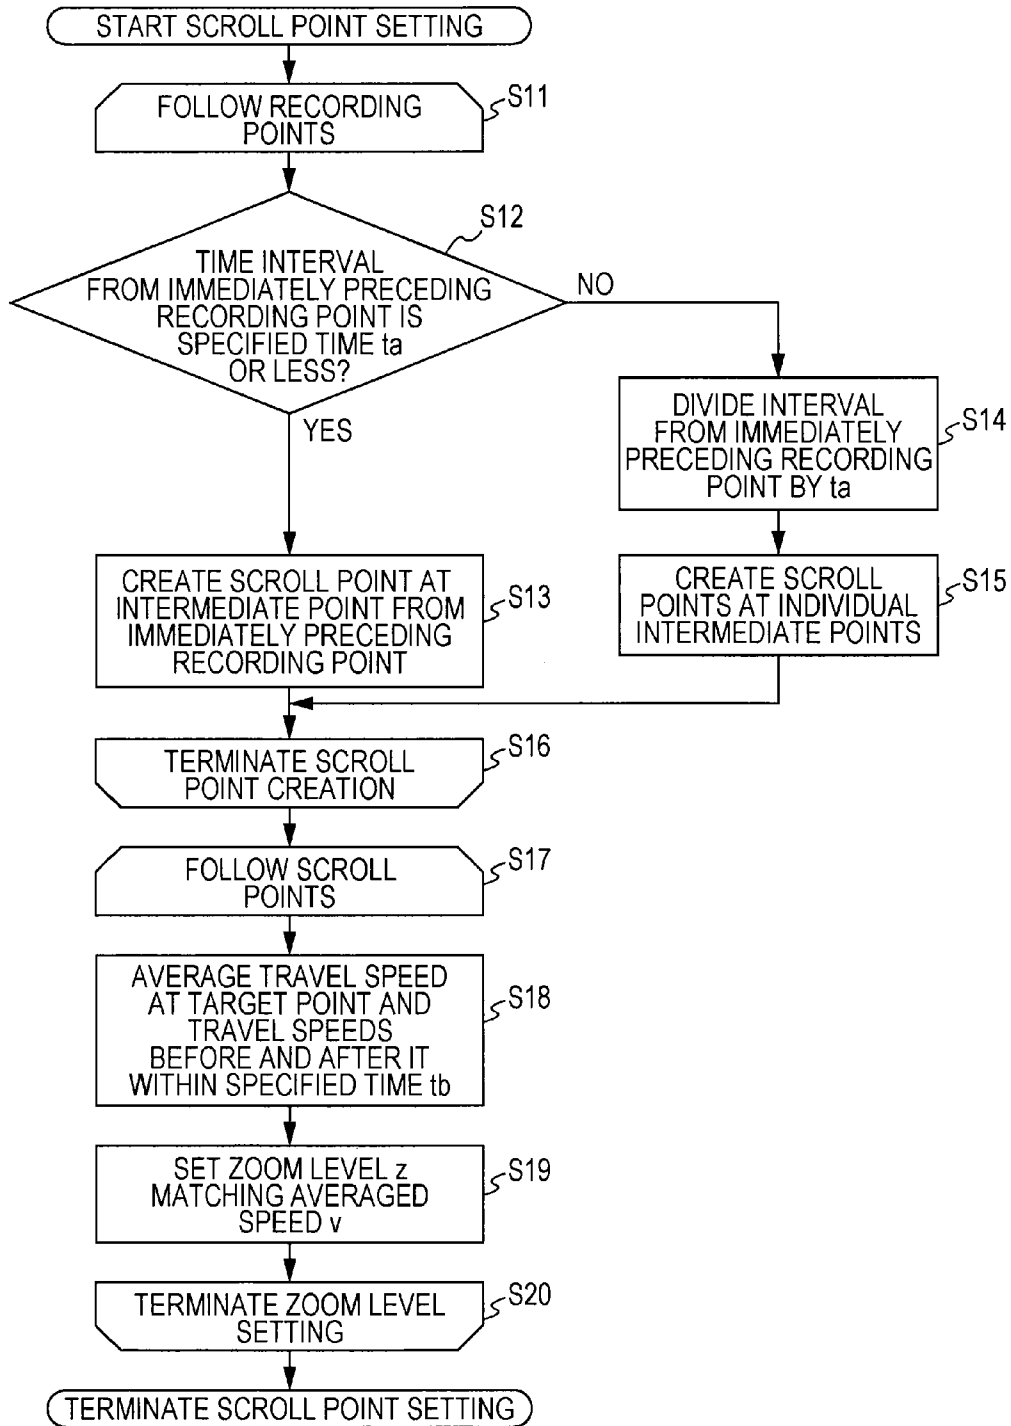 START SCROLL POINT SETTING
FOLLOW RECORDING
POINTS
S11
S12
TIME INTERVAL
FROM IMMEDIATELY PRECEDING
RECORDING POINT IS
SPECIFIED TIME ta
OR LESS?
NO
YES
DIVIDE INTERVAL
FROM IMMEDIATELY
PRECEDING RECORDING
POINT BY ta
S14
CREATE SCROLL POINT AT
INTERMEDIATE POINT FROM
IMMEDIATELY PRECEDING
RECORDING POINT
S13
CREATE SCROLL
POINTS AT INDIVIDUAL
INTERMEDIATE POINTS
S15
TERMINATE SCROLL
POINT CREATION
S16
FOLLOW SCROLL
POINTS
S17
AVERAGE TRAVEL SPEED
AT TARGET POINT AND
TRAVEL SPEEDS
BEFORE AND AFTER IT
WITHIN SPECIFIED TIME tb
S18
SET ZOOM LEVEL z
MATCHING AVERAGED
SPEED v
S19
TERMINATE ZOOM LEVEL
SETTING
S20
TERMINATE SCROLL POINT SETTING